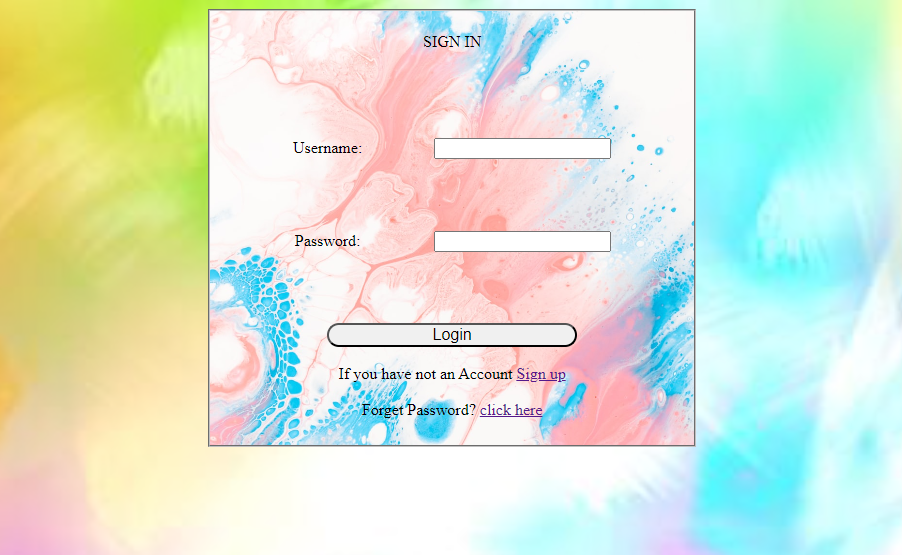 SIGN IN
Username:
Password:
Login
If you have not an Account Sign up
Forget Password? click here